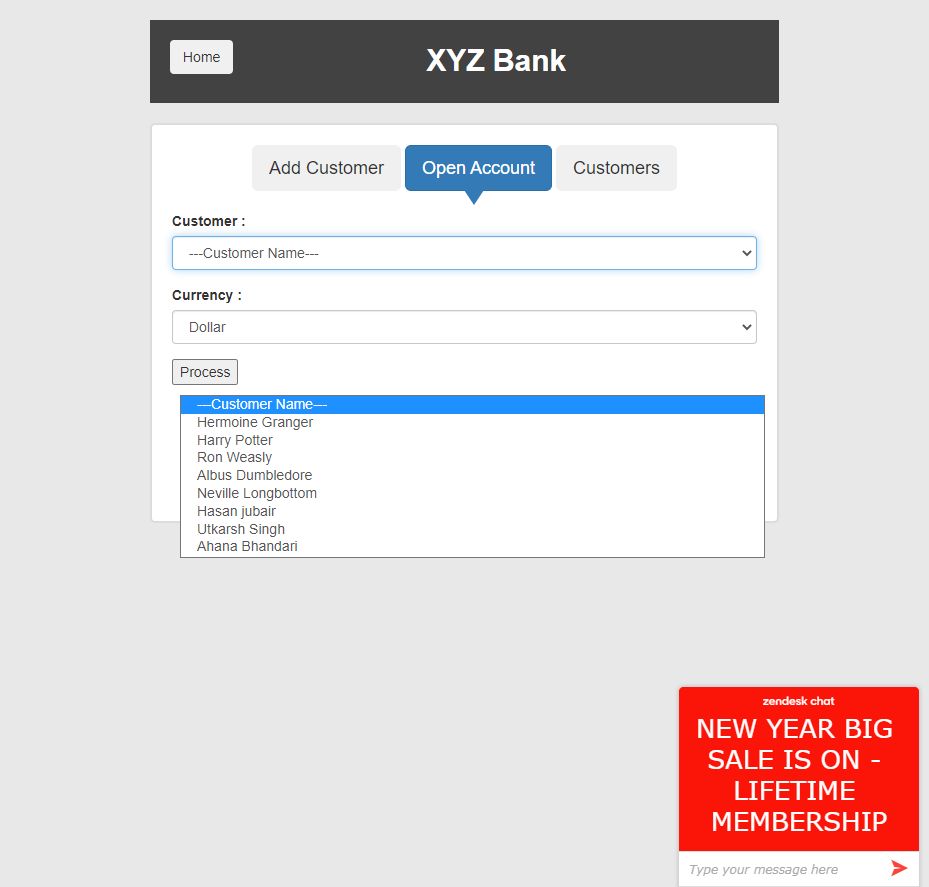 Home
XYZ Bank
Add Customer
Open Account
Customers
Customer :
---Customer Name---
Currency :
Dollar
Process
---Customer Name---
Hermoine Granger
Harry Potter
Ron Weasly
Albus Dumbledore
Neville Longbottom
Hasan jubair
Utkarsh Singh
Ahana Bhandari
zendesk chat
NEW YEAR BIG
SALE IS ON -
LIFETIME
MEMBERSHIP
Type your message here